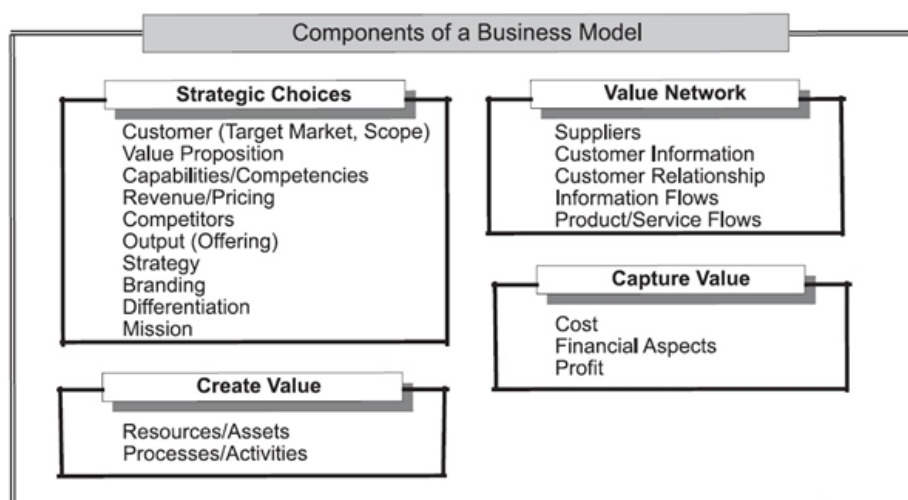 Components of a Business Model
Strategic Choices
Customer (Target Market, Scope)
Value Proposition
Capabilities/Competencies
Revenue/Pricing
Competitors
Output (Offering)
Strategy
Branding
Differentiation
Mission
Value Network
Suppliers
Customer Information
Customer Relationship
Information Flows
Product/Service Flows
Create Value
Resources/Assets
Processes/Activities
Capture Value
Cost
Financial Aspects
Profit